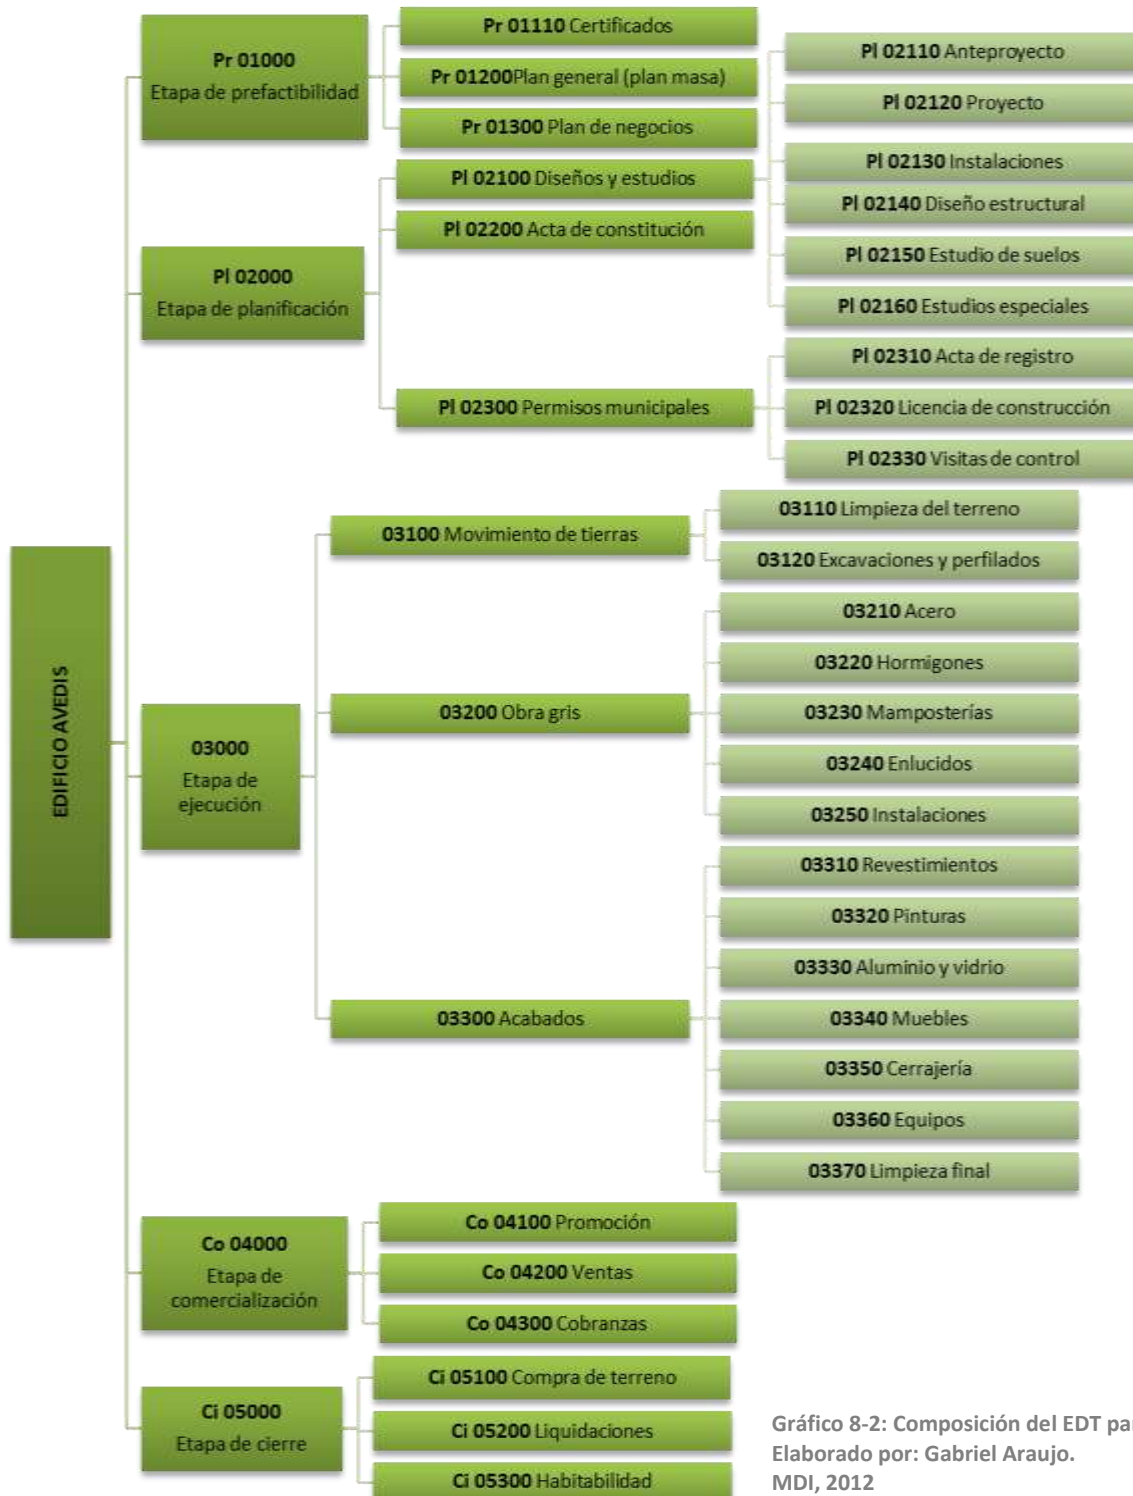 EDIFICIO AVEDIS
Pr 01000
Etapa de prefactibilidad
Pr 01110 Certificados
Pr 01200Plan general (plan masa)
Pr 01300 Plan de negocios
Pl 02000
Etapa de planificación
Pl 02100 Diseños y estudios
Pl 02110 Anteproyecto
Pl 02120 Proyecto
Pl 02130 Instalaciones
Pl 02140 Diseño estructural
Pl 02150 Estudio de suelos
Pl 02160 Estudios especiales
Pl 02200 Acta de constitución
Pl 02300 Permisos municipales
Pl 02310 Acta de registro
Pl 02320 Licencia de construcción
Pl 02330 Visitas de control
03000
Etapa de
ejecución
03100 Movimiento de tierras
03110 Limpieza del terreno
03120 Excavaciones y perfilados
03200 Obra gris
03210 Acero
03220 Hormigones
03230 Mamposterías
03240 Enlucidos
03250 Instalaciones
03300 Acabados
03310 Revestimientos
03320 Pinturas
03330 Aluminio y vidrio
03340 Muebles
03350 Cerrajería
03360 Equipos
03370 Limpieza final
Co 04000
Etapa de
comercialización
Co 04100 Promoción
Co 04200 Ventas
Co 04300 Cobranzas
Ci 05000
Etapa de cierre
Ci 05100 Compra de terreno
Ci 05200 Liquidaciones
Ci 05300 Habitabilidad
Gráfico 8-2: Composición del EDT par
Elaborado por: Gabriel Araujo.
MDI, 2012